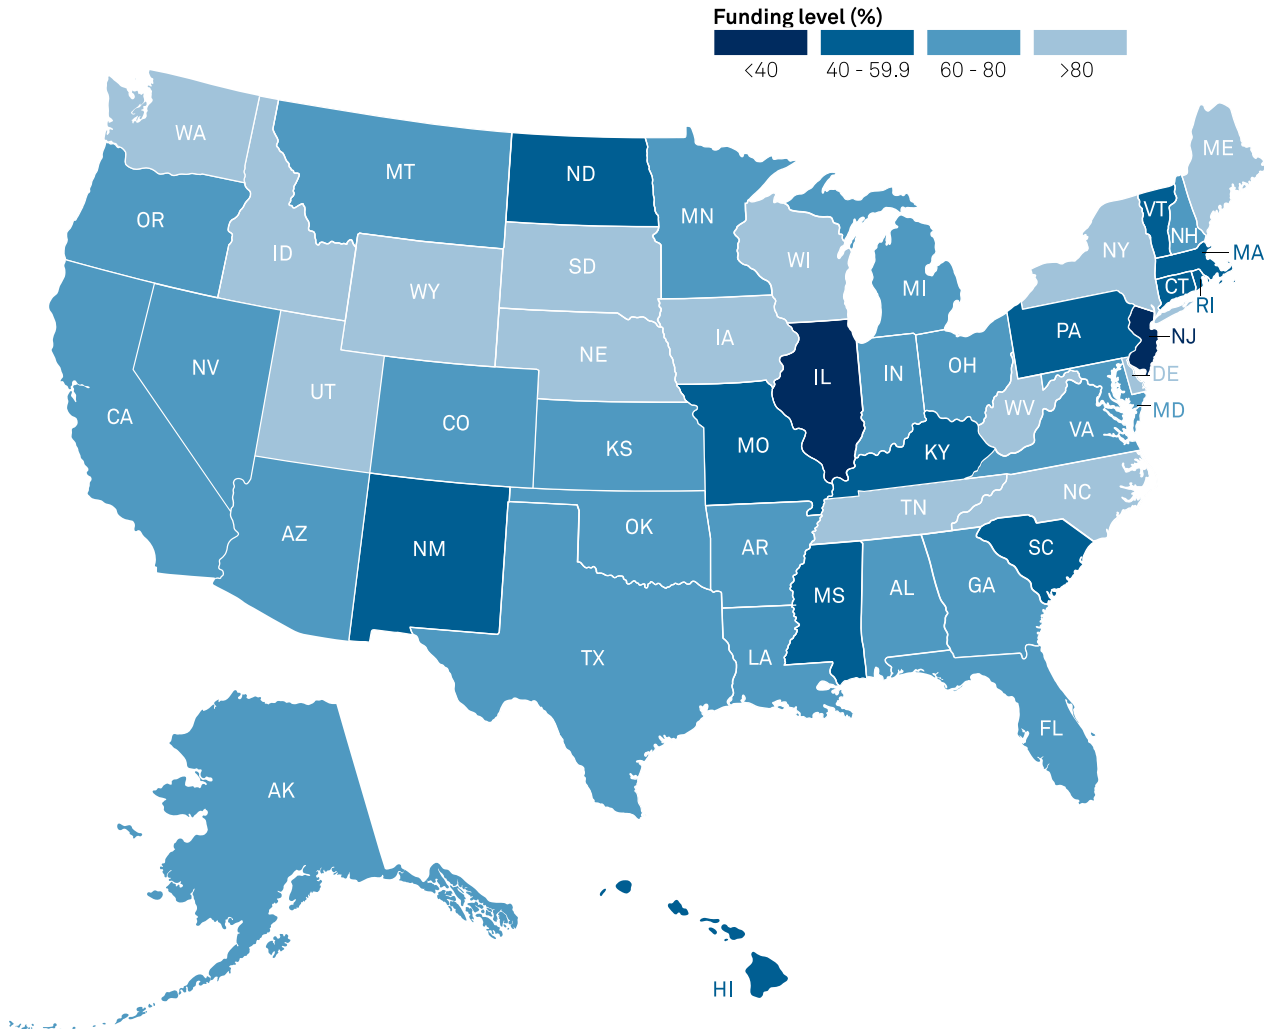 Funding level (%)
<40 40 - 59.9 60 - 80 >80
WA
ME
MT
ND
OR
MN
VT
ID
SD
WI
NY
NH
MA
WY
MI
CT
RI
NE
IA
PA
NJ
NV
UT
IL
IN
OH
DE
CA
CO
WV
MD
KS
MO
KY
VA
AZ
NM
OK
TN
NC
AR
SC
MS
AL
GA
TX
LA
FL
AK
HI